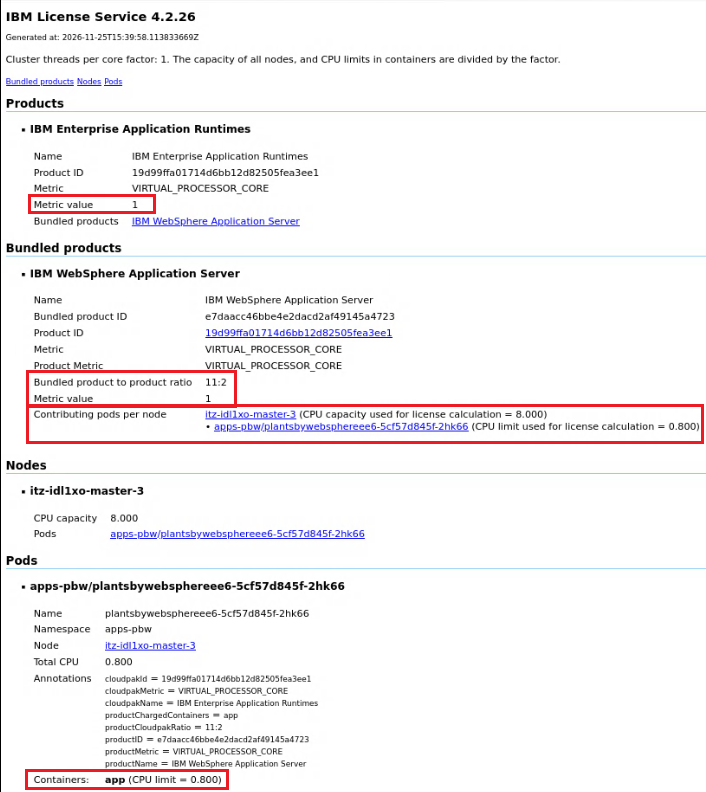 IBM License Service 4.2.26
Generated at: 2026-11-25T15:39:58.113833669Z
Cluster threads per core factor: 1. The capacity of all nodes, and CPU limits in containers are divided by the factor.
Bundled products Nodes Pods
Products
▪ IBM Enterprise Application Runtimes
Name IBM Enterprise Application Runtimes
Product ID 19d99ffa01714d6bb12d82505fea3ee1
Metric VIRTUAL_PROCESSOR_CORE
Metric value 1
Bundled products IBM WebSphere Application Server
Bundled products
▪ IBM WebSphere Application Server
Name IBM WebSphere Application Server
Bundled product ID e7daacc46bbe4e2dacd2af49145a4723
Product ID 19d99ffa01714d6bb12d82505fea3ee1
Metric VIRTUAL_PROCESSOR_CORE
Product Metric VIRTUAL_PROCESSOR_CORE
Bundled product to product ratio 11:2
Metric value 1
Contributing pods per node itz-idl1xo-master-3 (CPU capacity used for license calculation = 8.000)
• apps-pbw/plantsbywebsphereee6-5cf57d845f-2hk66 (CPU limit used for license calculation = 0.800)
Nodes
▪ itz-idl1xo-master-3
CPU capacity 8.000
Pods apps-pbw/plantsbywebsphereee6-5cf57d845f-2hk66
Pods
▪ apps-pbw/plantsbywebsphereee6-5cf57d845f-2hk66
Name plantsbywebsphereee6-5cf57d845f-2hk66
Namespace apps-pbw
Node itz-idl1xo-master-3
Total CPU 0.800
Annotations cloudpakId = 19d99ffa01714d6bb12d82505fea3ee1
cloudpakMetric = VIRTUAL_PROCESSOR_CORE
cloudpakName = IBM Enterprise Application Runtimes
productChargedContainers = app
productCloudpakRatio = 11:2
productID = e7daacc46bbe4e2dacd2af49145a4723
productMetric = VIRTUAL_PROCESSOR_CORE
productName = IBM WebSphere Application Server
Containers: app (CPU limit = 0.800)